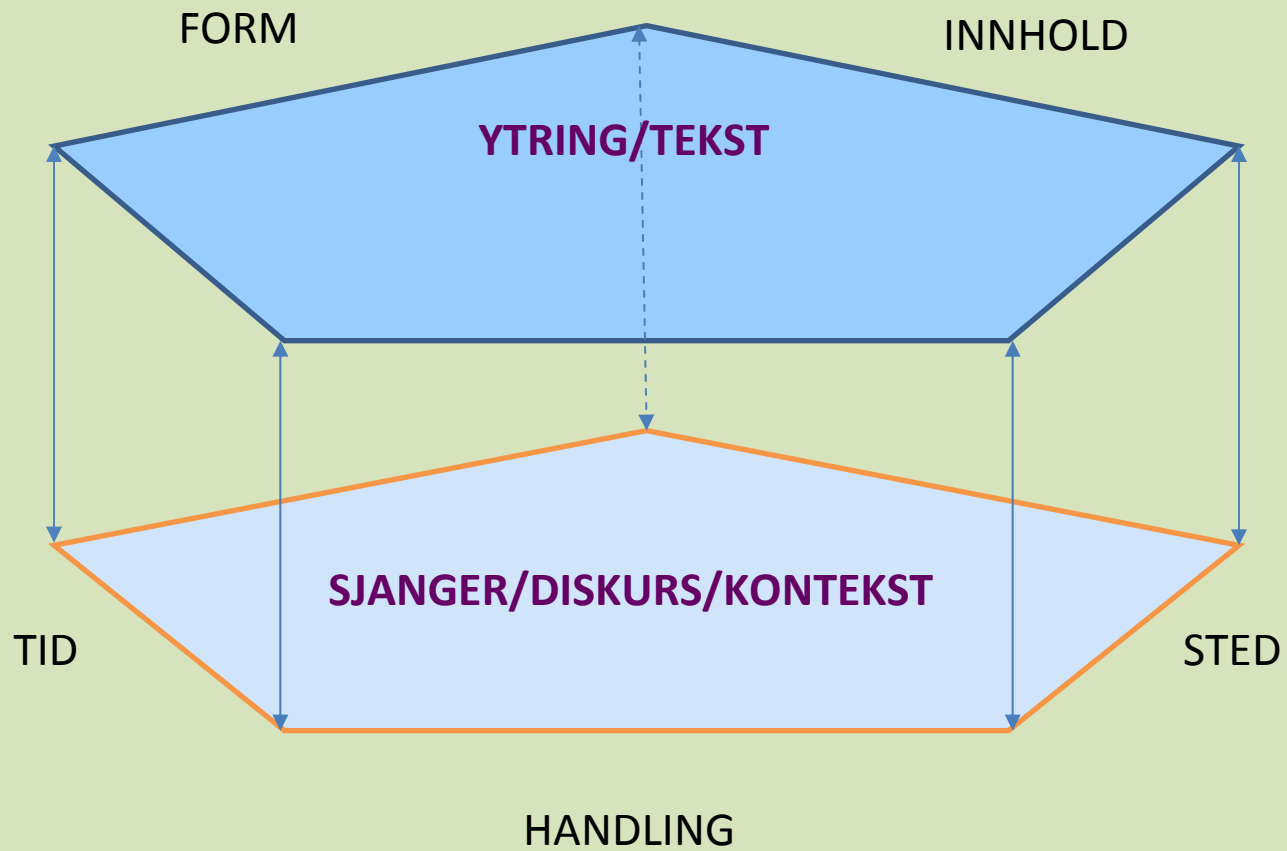 FORM
INNHOLD
YTRING/TEKST
SJANGER/DISKURS/KONTEKST
TID
STED
HANDLING